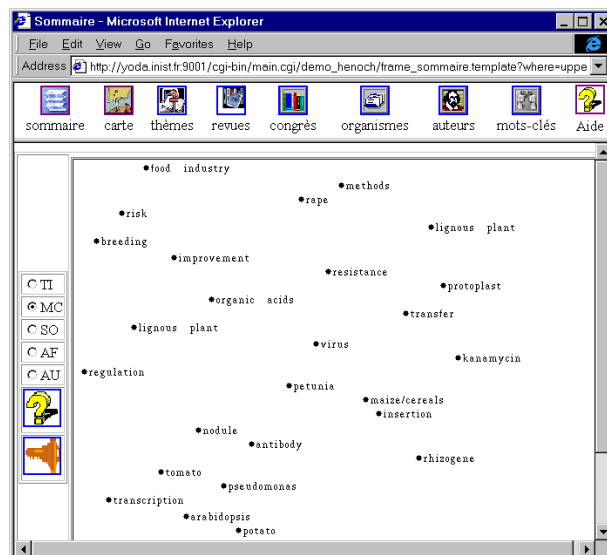 Sommaire - Microsoft Internet Explorer
File Edit View Go Favorites Help
Address http://yoda.inist.fr:9001/cgi-bin/main.cgi/demo_henoch/frame_sommaire.template?where=uppe
sommaire carte thèmes revues congrès organismes auteurs mots-clés Aide
food industry
methods
rape
risk
lignous plant
breeding
improvement
resistance
TI
protoplast
organic acids
MC
transfer
lignous plant
SO
virus
AF
kanamycin
AU
regulation
petunia
maize/cereals
insertion
nodule
antibody
rhizogene
tomato
pseudomonas
transcription
arabidopsis
potato